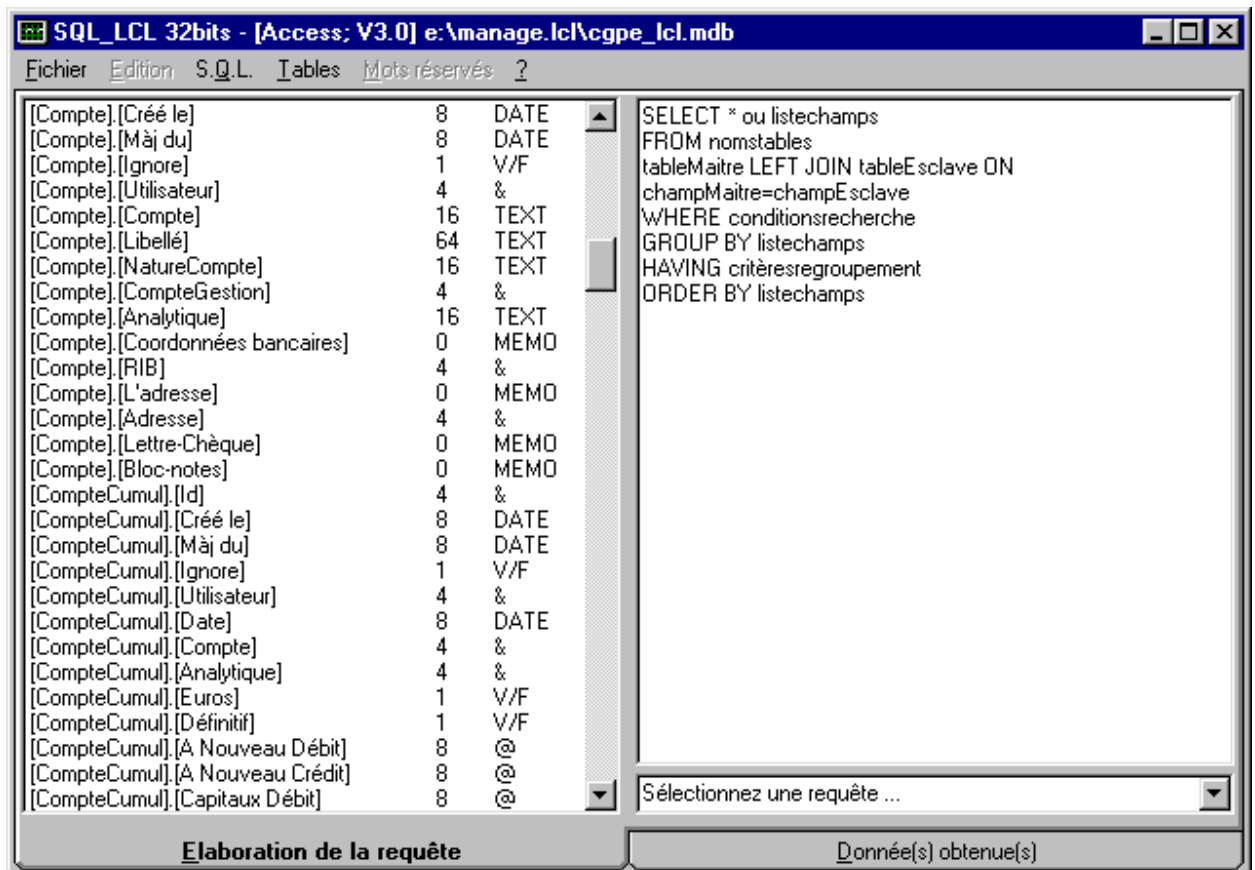 SQL_LCL 32bits - [Access; V3.0] e:\manage.lcl\cgpe_lcl.mdb
Fichier Edition S.Q.L. Tables Mots réservés ?
[Compte].[Créé le] 8 DATE
[Compte].[Màj du] 8 DATE
[Compte].[Ignore] 1 V/F
[Compte].[Utilisateur] 4 &
[Compte].[Compte] 16 TEXT
[Compte].[Libellé] 64 TEXT
[Compte].[NatureCompte] 16 TEXT
[Compte].[CompteGestion] 4 &
[Compte].[Analytique] 16 TEXT
[Compte].[Coordonnées bancaires] 0 MEMO
[Compte].[RIB] 4 &
[Compte].[L'adresse] 0 MEMO
[Compte].[Adresse] 4 &
[Compte].[Lettre-Chèque] 0 MEMO
[Compte].[Bloc-notes] 0 MEMO
[CompteCumul].[Id] 4 &
[CompteCumul].[Créé le] 8 DATE
[CompteCumul].[Màj du] 8 DATE
[CompteCumul].[Ignore] 1 V/F
[CompteCumul].[Utilisateur] 4 &
[CompteCumul].[Date] 8 DATE
[CompteCumul].[Compte] 4 &
[CompteCumul].[Analytique] 4 &
[CompteCumul].[Euros] 1 V/F
[CompteCumul].[Définitif] 1 V/F
[CompteCumul].[A Nouveau Débit] 8 @
[CompteCumul].[A Nouveau Crédit] 8 @
[CompteCumul].[Capitaux Débit] 8 @
SELECT * ou listechamps
FROM nomstables
tableMaitre LEFT JOIN tableEsclave ON
champMaitre=champEsclave
WHERE conditionsrecherche
GROUP BY listechamps
HAVING critèresregroupement
ORDER BY listechamps
Sélectionnez une requête ...
Elaboration de la requête
Donnée(s) obtenue(s)